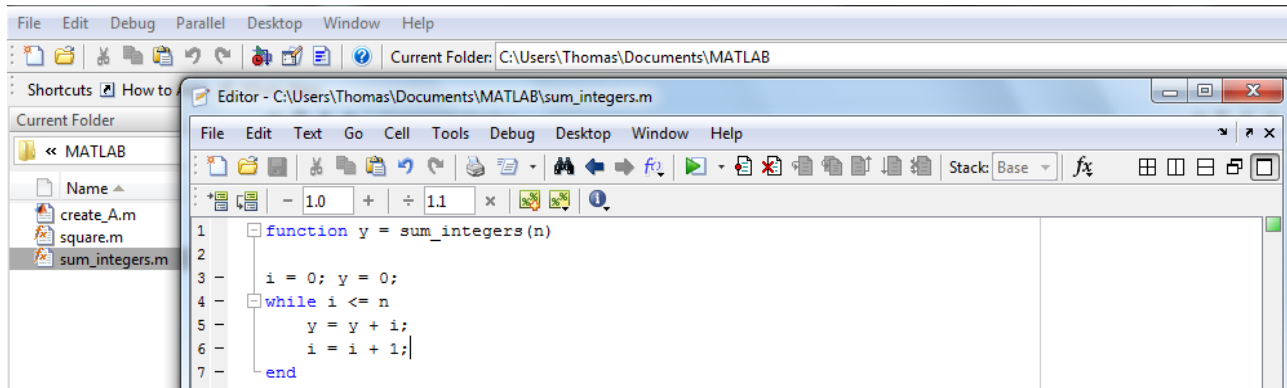 File Edit Debug Parallel Desktop Window Help
Current Folder: C:\Users\Thomas\Documents\MATLAB
Shortcuts How to
Editor - C:\Users\Thomas\Documents\MATLAB\sum_integers.m
Current Folder
File Edit Text Go Cell Tools Debug Desktop Window Help
« MATLAB
Stack: Base fx
Name
- 1.0 + ÷ 1.1 ×
create_A.m
square.m
sum_integers.m
1 function y = sum_integers(n)
2
3 - i = 0; y = 0;
4 - while i <= n
5 - y = y + i;
6 - i = i + 1;
7 - end